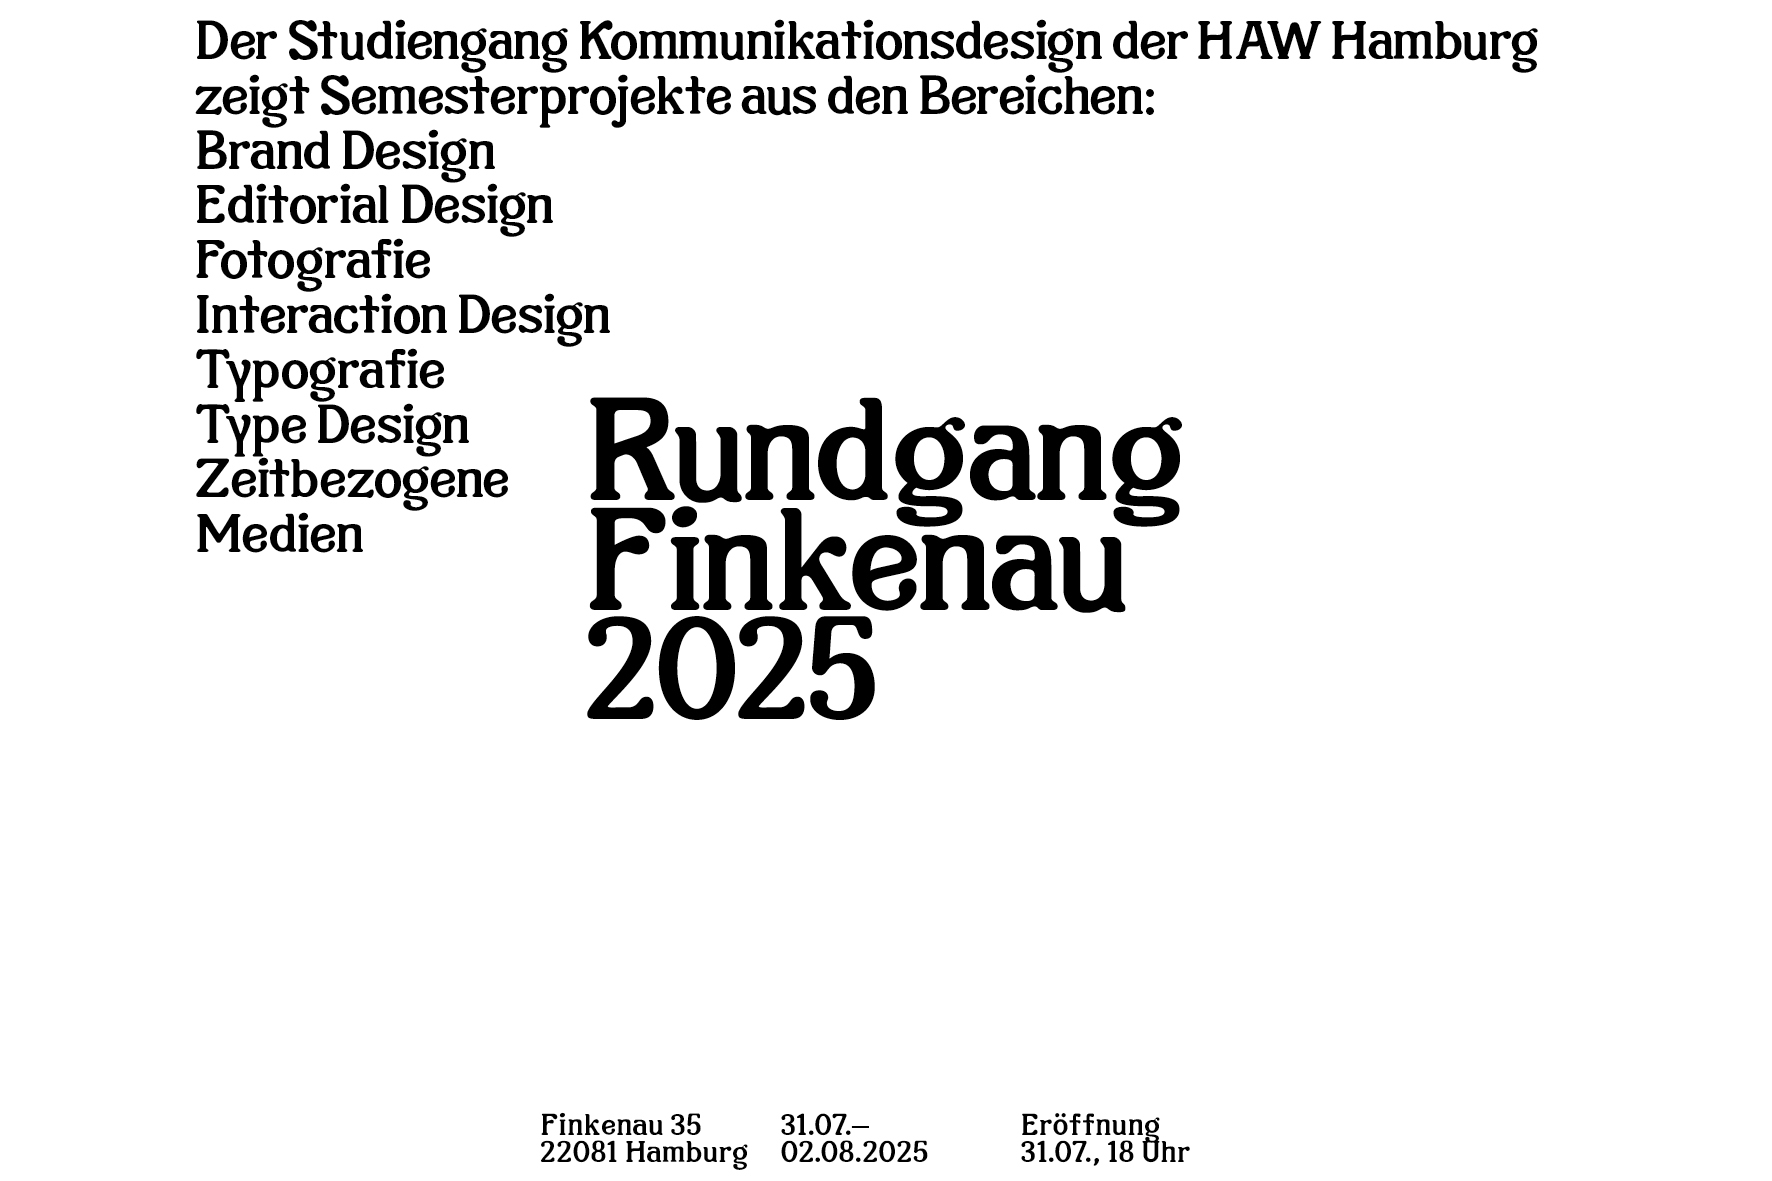 Der Studiengang Kommunikationsdesign der HAW Hamburg
zeigt Semesterprojekte aus den Bereichen:
Brand Design
Editorial Design
Fotografie
Interaction Design
Typografie
Type Design
Zeitbezogene
Medien
Rundgang
Finkenau
2025
Finkenau 35
22081 Hamburg
31.07.–
02.08.2025
Eröffnung
31.07., 18 Uhr